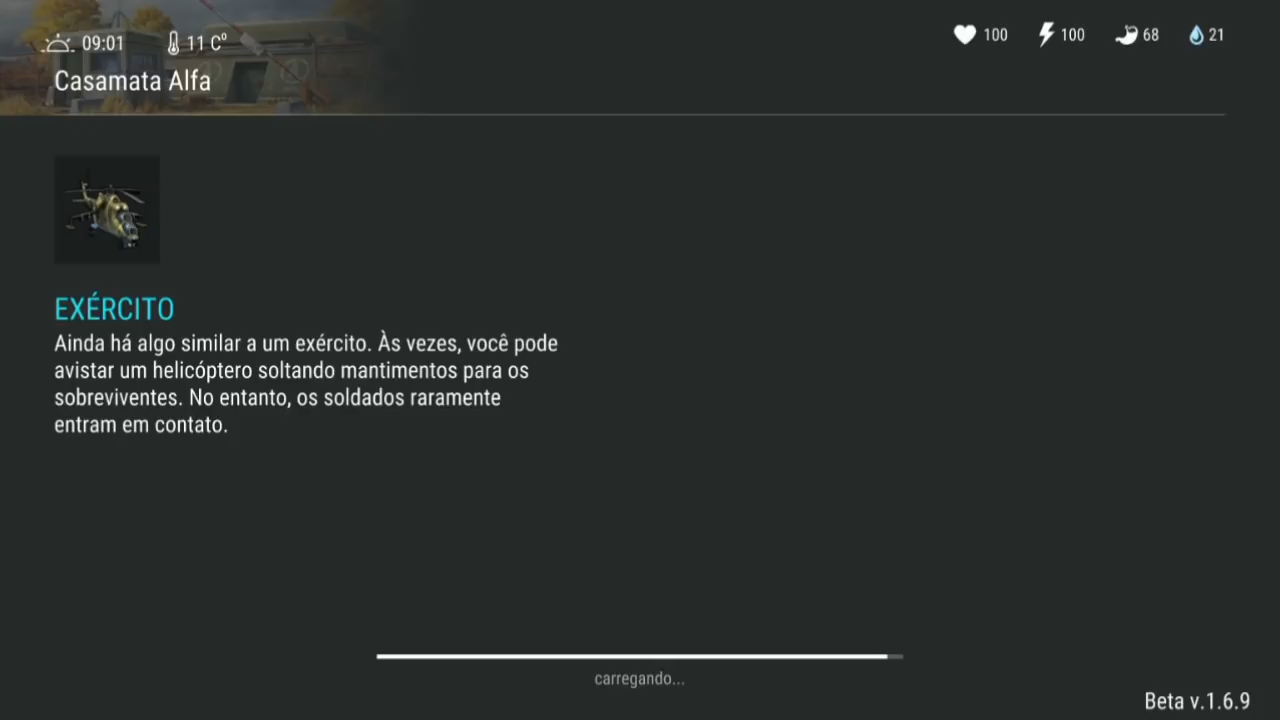 09:01 11 C°
100 100 68 21
Casamata Alfa
EXÉRCITO
Ainda há algo similar a um exército. Às vezes, você pode
avistar um helicóptero soltando mantimentos para os
sobreviventes. No entanto, os soldados raramente
entram em contato.
carregando...
Beta v.1.6.9